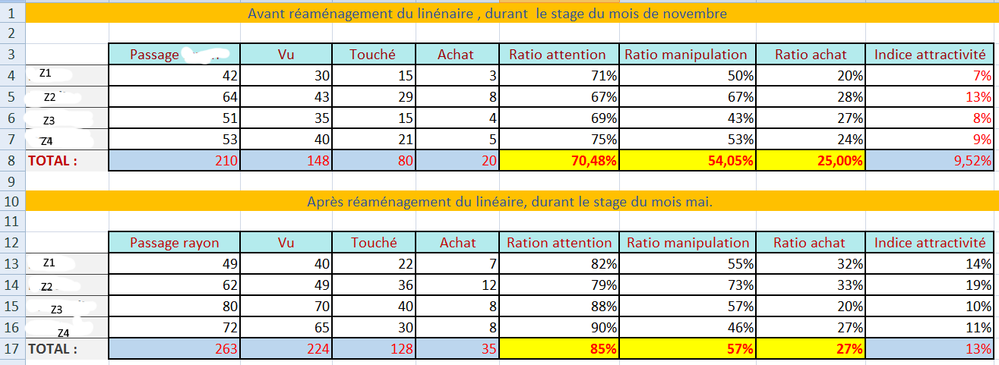 1 Avant réaménagement du linénaire , durant le stage du mois de novembre
2
3 Passage Vu Touché Achat Ratio attention Ratio manipulation Ratio achat Indice attractivité
4 Z1 42 30 15 3 71% 50% 20% 7%
5 Z2 64 43 29 8 67% 67% 28% 13%
6 Z3 51 35 15 4 69% 43% 27% 8%
7 Z4 53 40 21 5 75% 53% 24% 9%
8 TOTAL : 210 148 80 20 70,48% 54,05% 25,00% 9,52%
9
10 Après réaménagement du linéaire, durant le stage du mois mai.
11
12 Passage rayon Vu Touché Achat Ration attention Ratio manipulation Ratio achat Indice attractivité
13 Z1 49 40 22 7 82% 55% 32% 14%
14 Z2 62 49 36 12 79% 73% 33% 19%
15 Z3 80 70 40 8 88% 57% 20% 10%
16 Z4 72 65 30 8 90% 46% 27% 11%
17 TOTAL : 263 224 128 35 85% 57% 27% 13%